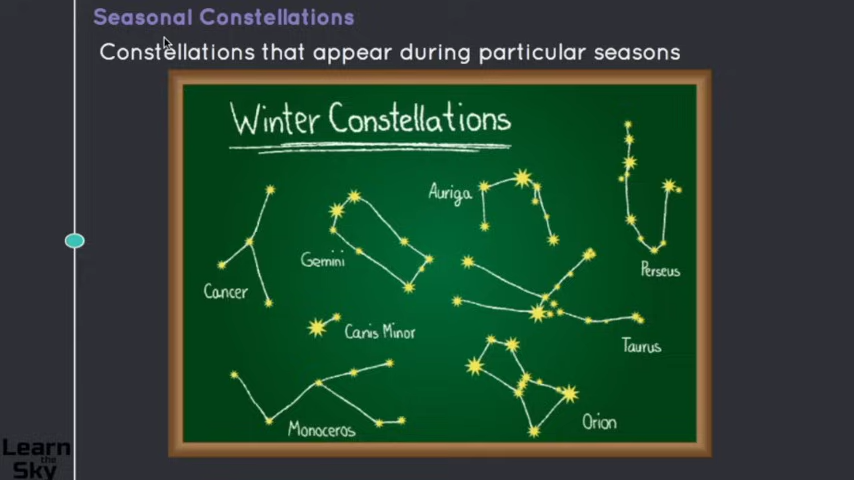 Seasonal Constellations
Constellations that appear during particular seasons
Winter Constellations
Auriga
Gemini
Perseus
Cancer
Canis Minor
Taurus
Orion
Monoceros
Learn
the
Sky